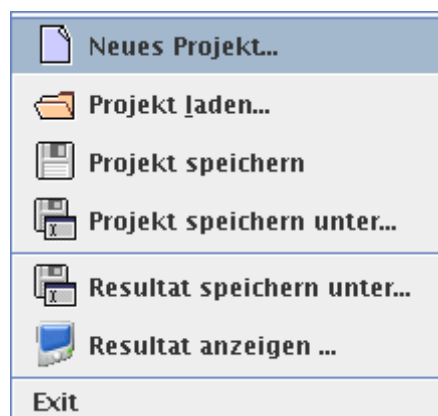 Neues Projekt...
Projekt laden...
Projekt speichern
Projekt speichern unter...
Resultat speichern unter...
Resultat anzeigen ...
Exit